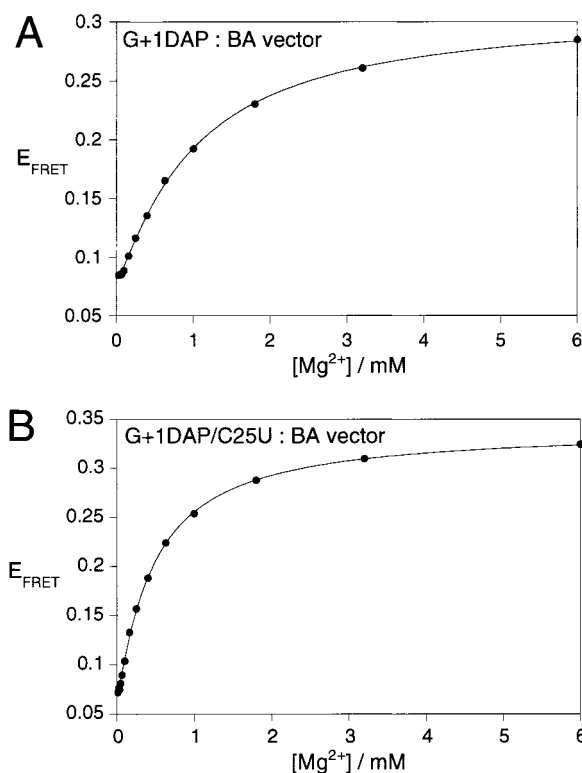 A
G+1DAP : BA vector
0.3
0.25
0.2
E_FRET
0.15
0.1
0.05
0 1 2 3 4 5 6
[Mg²⁺] / mM
B
G+1DAP/C25U : BA vector
0.35
0.3
0.25
E_FRET
0.2
0.15
0.1
0.05
0 1 2 3 4 5 6
[Mg²⁺] / mM